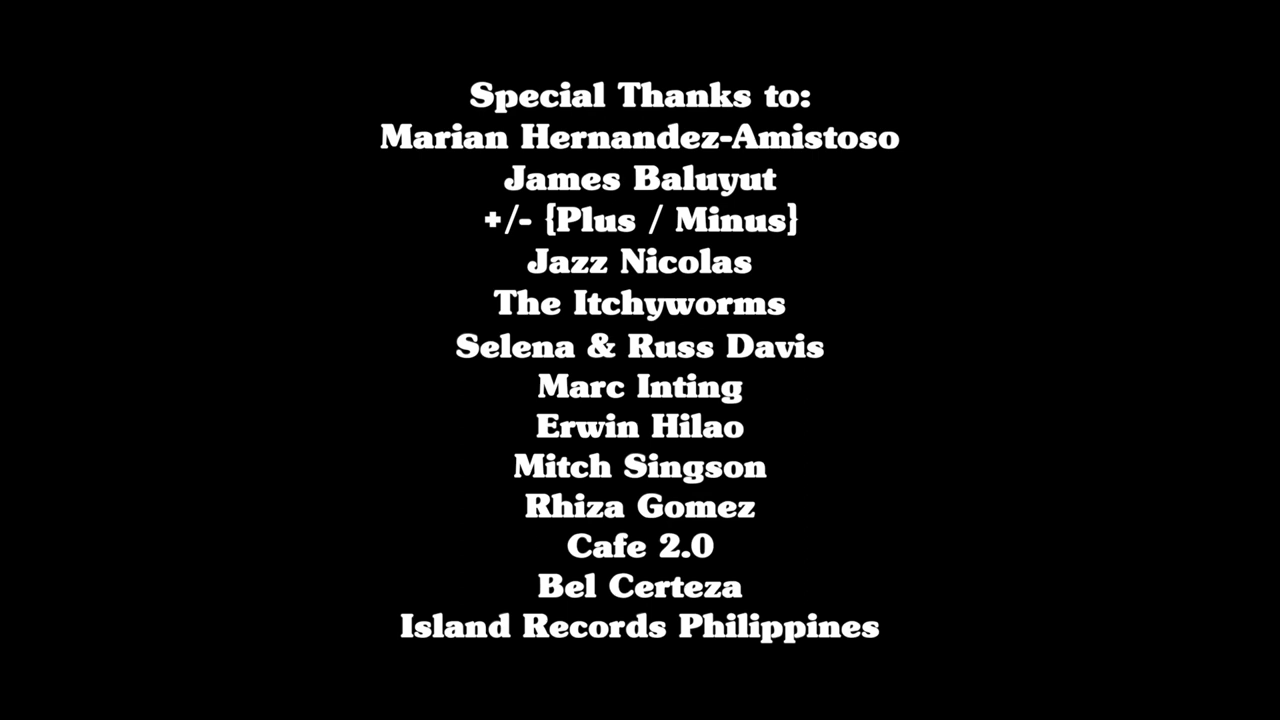 Special Thanks to:
Marian Hernandez-Amistoso
James Baluyut
+/- {Plus / Minus}
Jazz Nicolas
The Itchyworms
Selena & Russ Davis
Marc Inting
Erwin Hilao
Mitch Singson
Rhiza Gomez
Cafe 2.0
Bel Certeza
Island Records Philippines